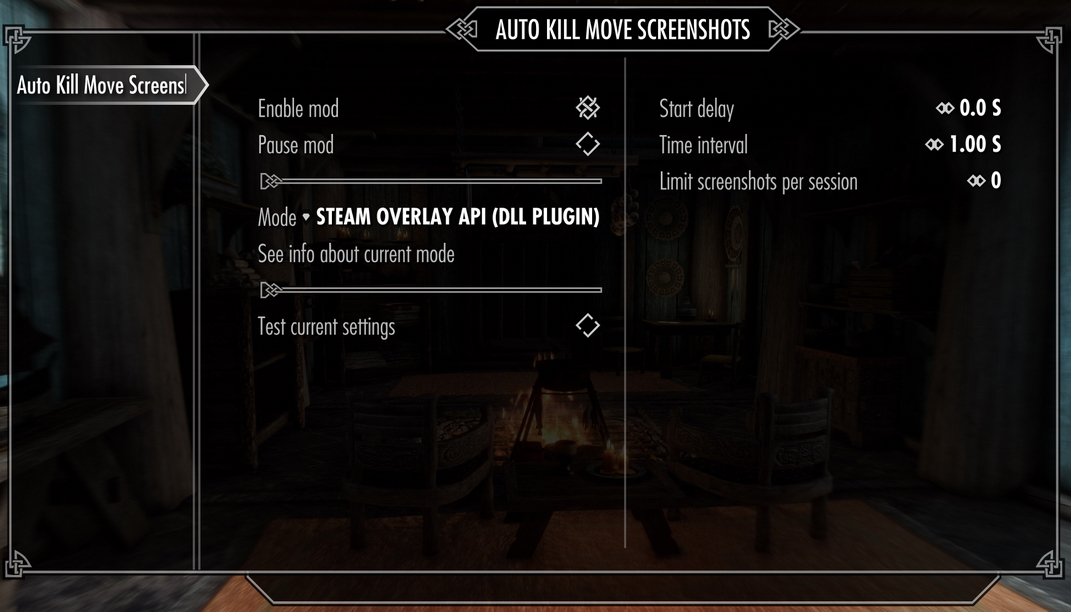 AUTO KILL MOVE SCREENSHOTS
Auto Kill Move Screens
Enable mod
Pause mod
Mode STEAM OVERLAY API (DLL PLUGIN)
See info about current mode
Test current settings
Start delay 0.0 S
Time interval 1.00 S
Limit screenshots per session 0